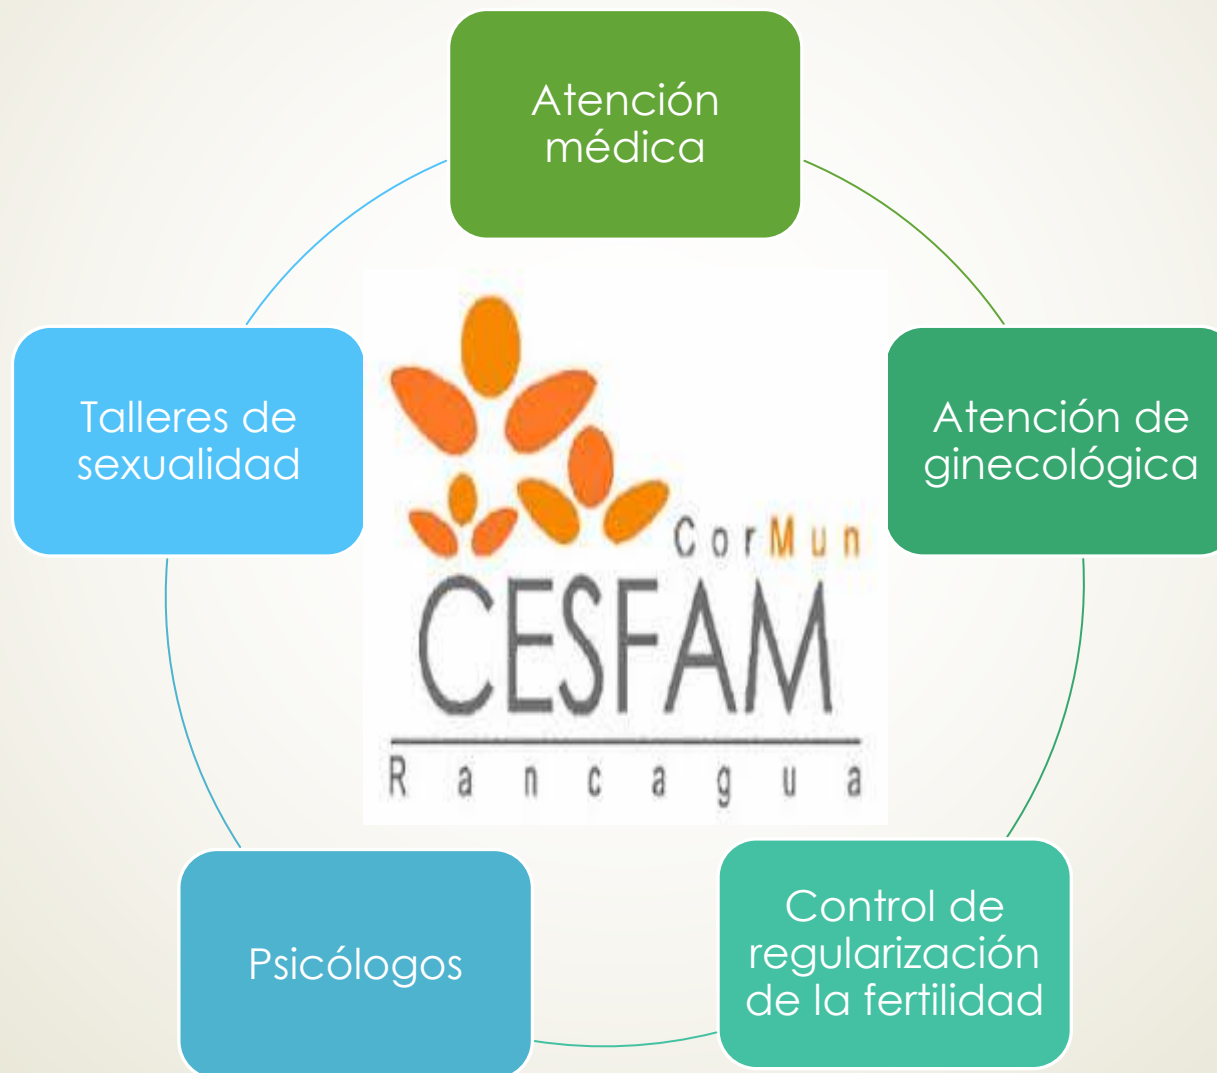 Atención
médica
Talleres de
sexualidad
Atención de
ginecológica
CorMun
CESFAM
Rancagua
Psicólogos
Control de
regularización
de la fertilidad